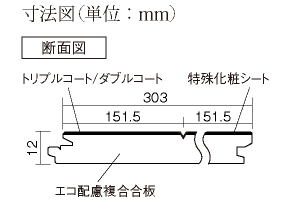 寸法図(単位：mm)
断面図
トリプルコート/ダブルコート
特殊化粧シート
303
151.5
151.5
12
エコ配慮複合合板